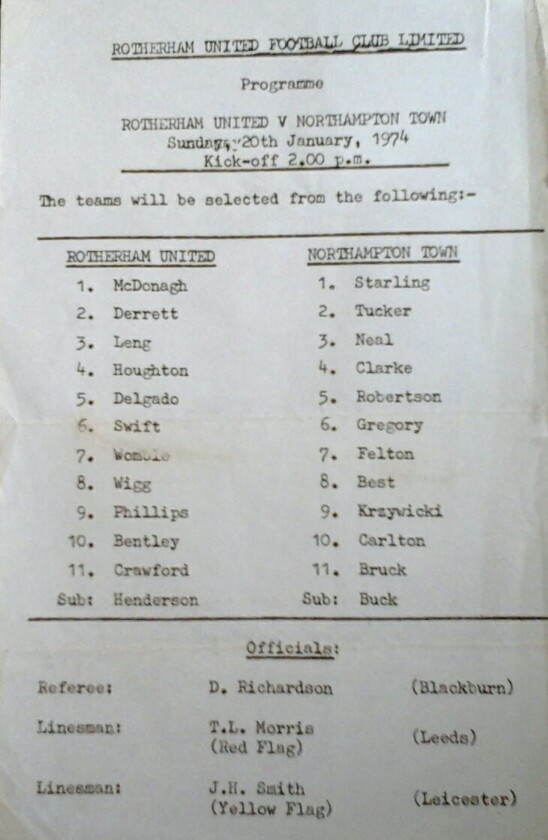 ROTHERHAM UNITED FOOTBALL CLUB LIMITED
Programme
ROTHERHAM UNITED V NORTHAMPTON TOWN
Sunday, 20th January, 1974
Kick-off 2.00 p.m.
The teams will be selected from the following:-
ROTHERHAM UNITED NORTHAMPTON TOWN
1. McDonagh 1. Starling
2. Derrett 2. Tucker
3. Leng 3. Neal
4. Houghton 4. Clarke
5. Delgado 5. Robertson
6. Swift 6. Gregory
7. 7. Felton
8. Wigg 8. Best
9. Phillips 9. Krzywicki
10. Bentley 10. Carlton
11. Crawford 11. Bruck
Sub: Henderson Sub: Buck
Officials:
Referee: D. Richardson (Blackburn)
Linesman: T.L. Morris (Leeds)
(Red Flag)
Linesman: J.H. Smith (Leicester)
(Yellow Flag)